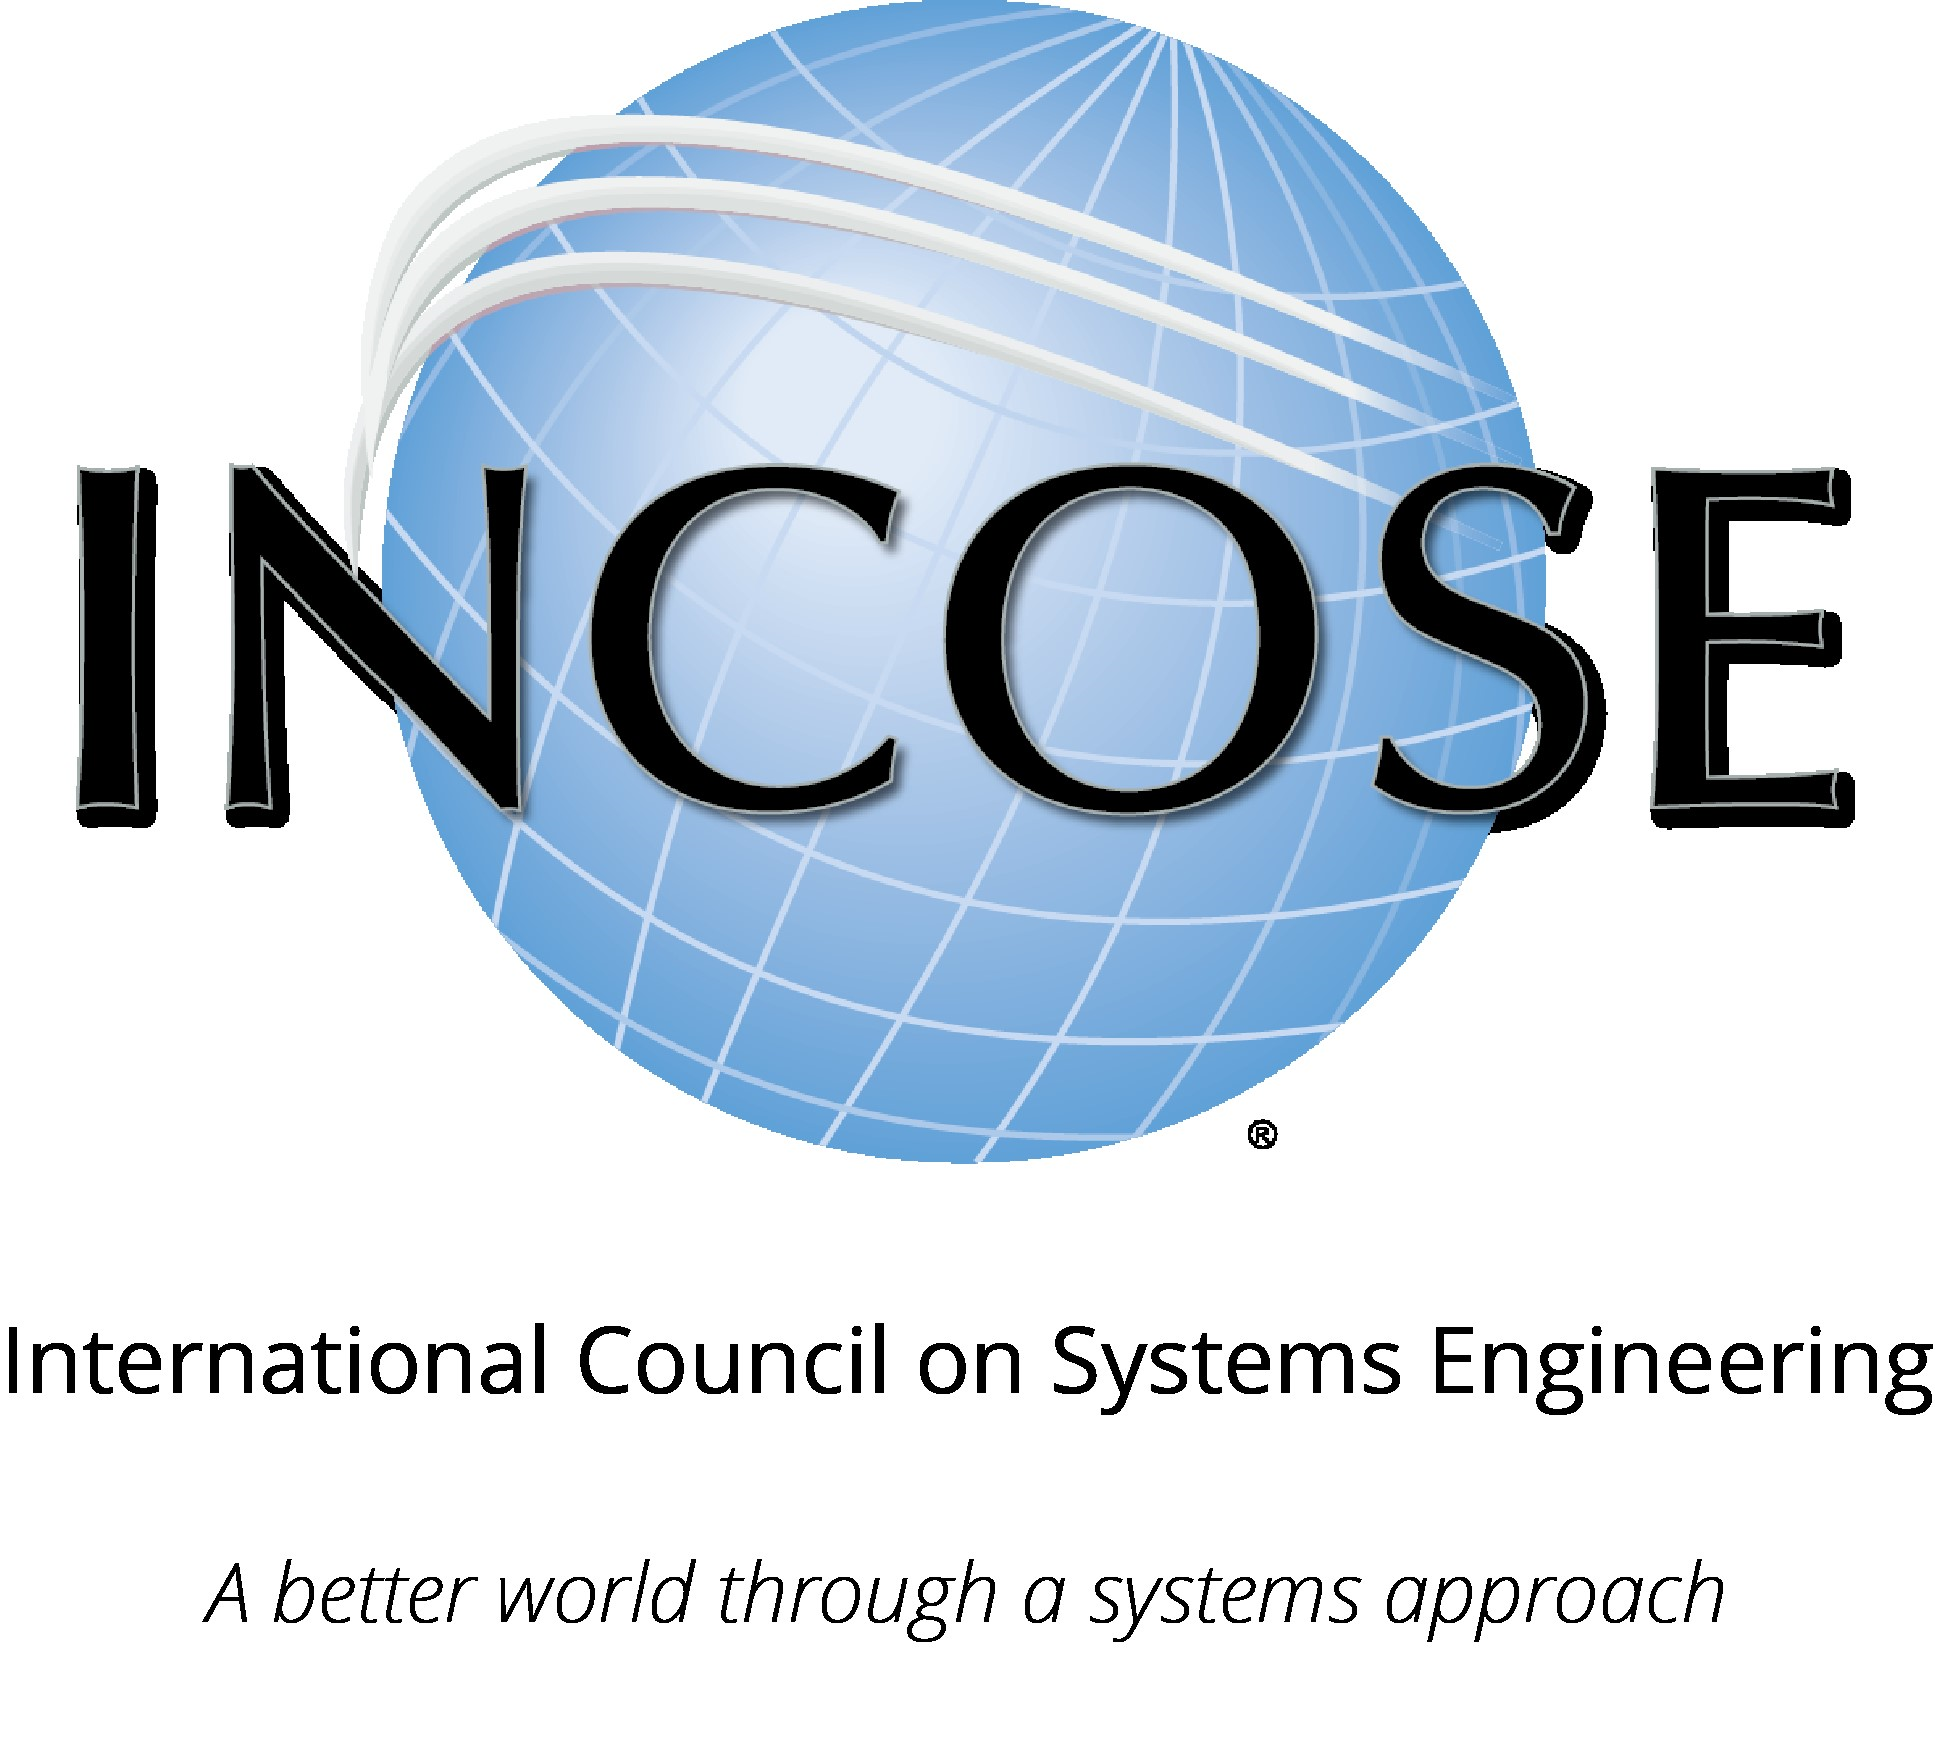 INCOSE
®
International Council on Systems Engineering
A better world through a systems approach